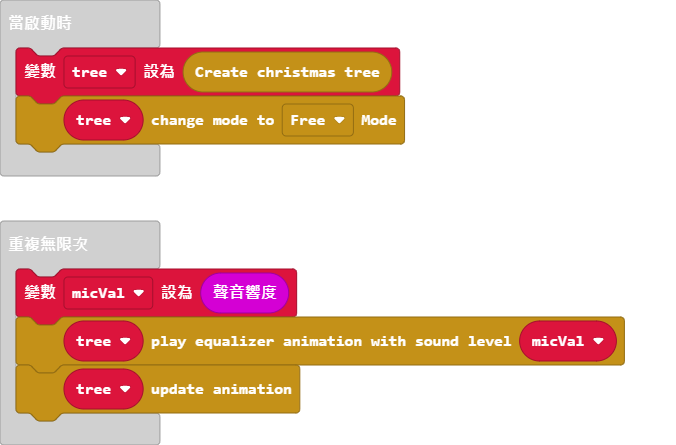 當啟動時
變數 tree 設為 Create christmas tree
tree change mode to Free Mode
重複無限次
變數 micVal 設為 聲音響度
tree play equalizer animation with sound level micVal
tree update animation